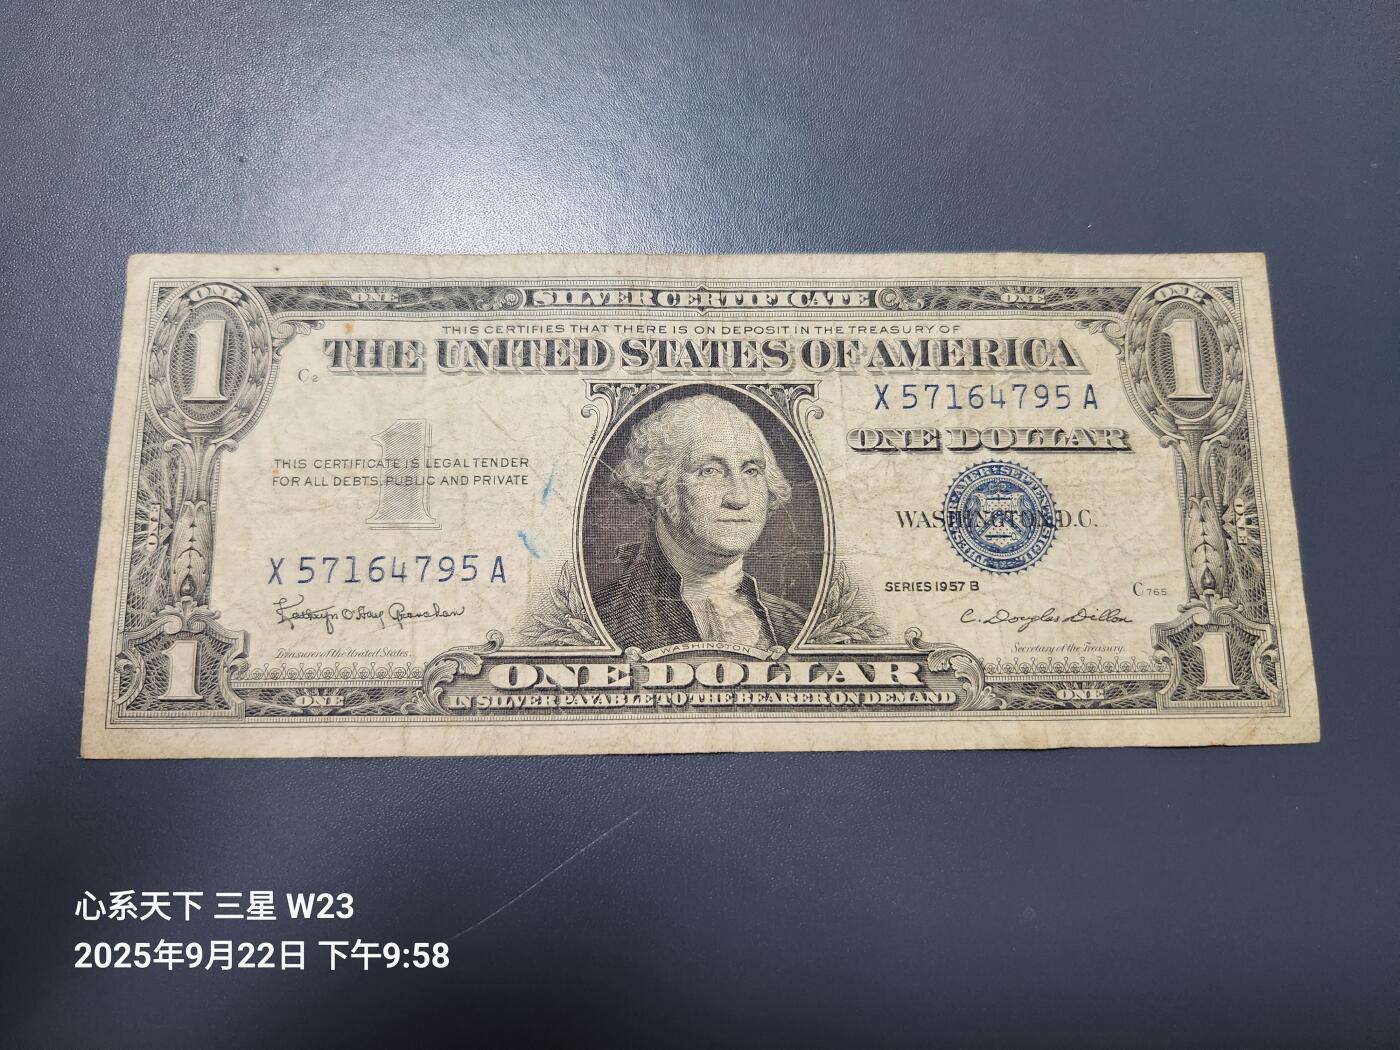 ONE ONE SILVER CERTIFICATE ONE ONE
1 1
THIS CERTIFIES THAT THERE IS ON DEPOSIT IN THE TREASURY OF
THE UNITED STATES OF AMERICA
C2
X 57164795 A
ONE DOLLAR
1
THIS CERTIFICATE IS LEGAL TENDER
FOR ALL DEBTS, PUBLIC AND PRIVATE
ONE ONE
WASHINGTON, D.C.
X 57164795 A
SERIES 1957 B
C 765
Kathryn O'Hay Granahan
C. Douglas Dillon
Treasurer of the United States.
Secretary of the Treasury.
WASHINGTON
1 1
ONE DOLLAR
ONE ONE
IN SILVER PAYABLE TO THE BEARER ON DEMAND
心系天下 三星 W23
2025年9月22日 下午9:58